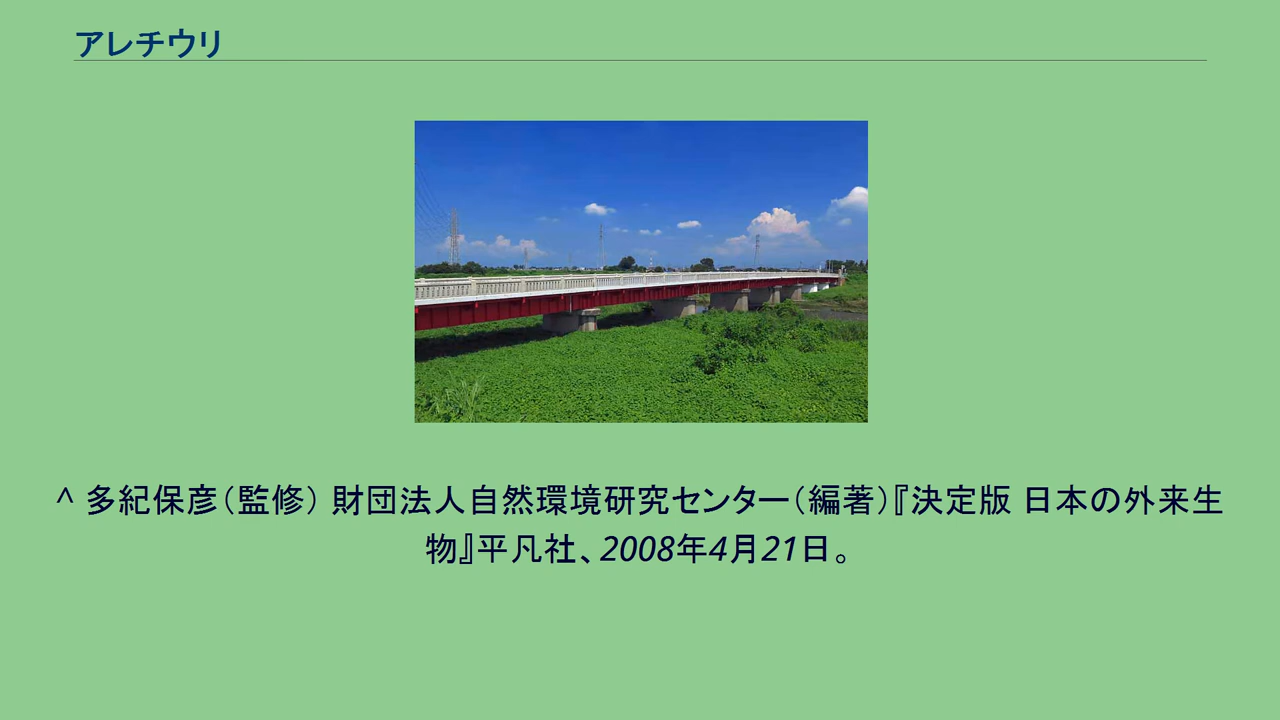 アレチウリ
^ 多紀保彦（監修） 財団法人自然環境研究センター（編著）『決定版 日本の外来生
物』平凡社、2008年4月21日。